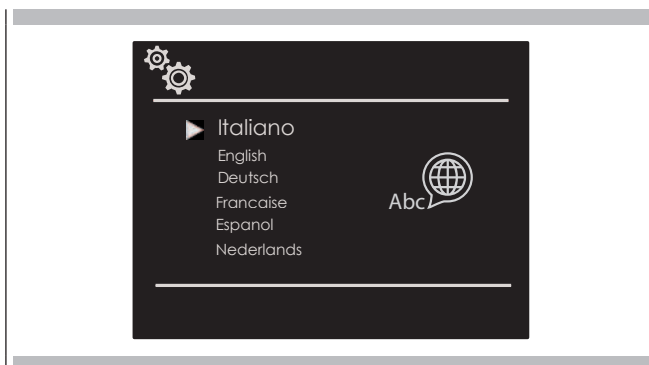 Italiano
English
Deutsch
Francaise
Espanol
Nederlands
Abc